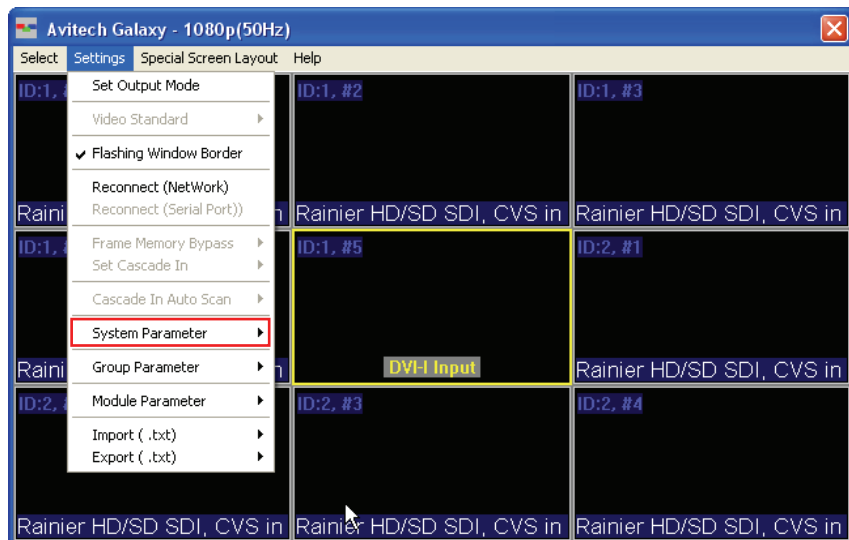 Avitech Galaxy - 1080p(50Hz)
Select Settings Special Screen Layout Help
Set Output Mode
Video Standard
Flashing Window Border
Reconnect (NetWork)
Reconnect (Serial Port))
Frame Memory Bypass
Set Cascade In
Cascade In Auto Scan
System Parameter
Group Parameter
Module Parameter
Import ( .txt)
Export ( .txt)
ID:1, #2
ID:1, #3
Rainier HD/SD SDI, CVS in
Rainier HD/SD SDI, CVS in
ID:1, #5
ID:2, #1
DVI-I Input
Rainier HD/SD SDI, CVS in
ID:2, #3
ID:2, #4
Rainier HD/SD SDI, CVS in
Rainier HD/SD SDI, CVS in
Rainier HD/SD SDI, CVS in